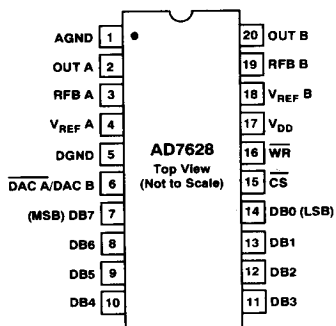 AGND 1
OUT A 2
RFB A 3
VREF A 4
DGND 5
DAC A/DAC B 6
(MSB) DB7 7
DB6 8
DB5 9
DB4 10
AD7628
Top View
(Not to Scale)
20 OUT B
19 RFB B
18 VREF B
17 VDD
16 WR
15 CS
14 DB0 (LSB)
13 DB1
12 DB2
11 DB3